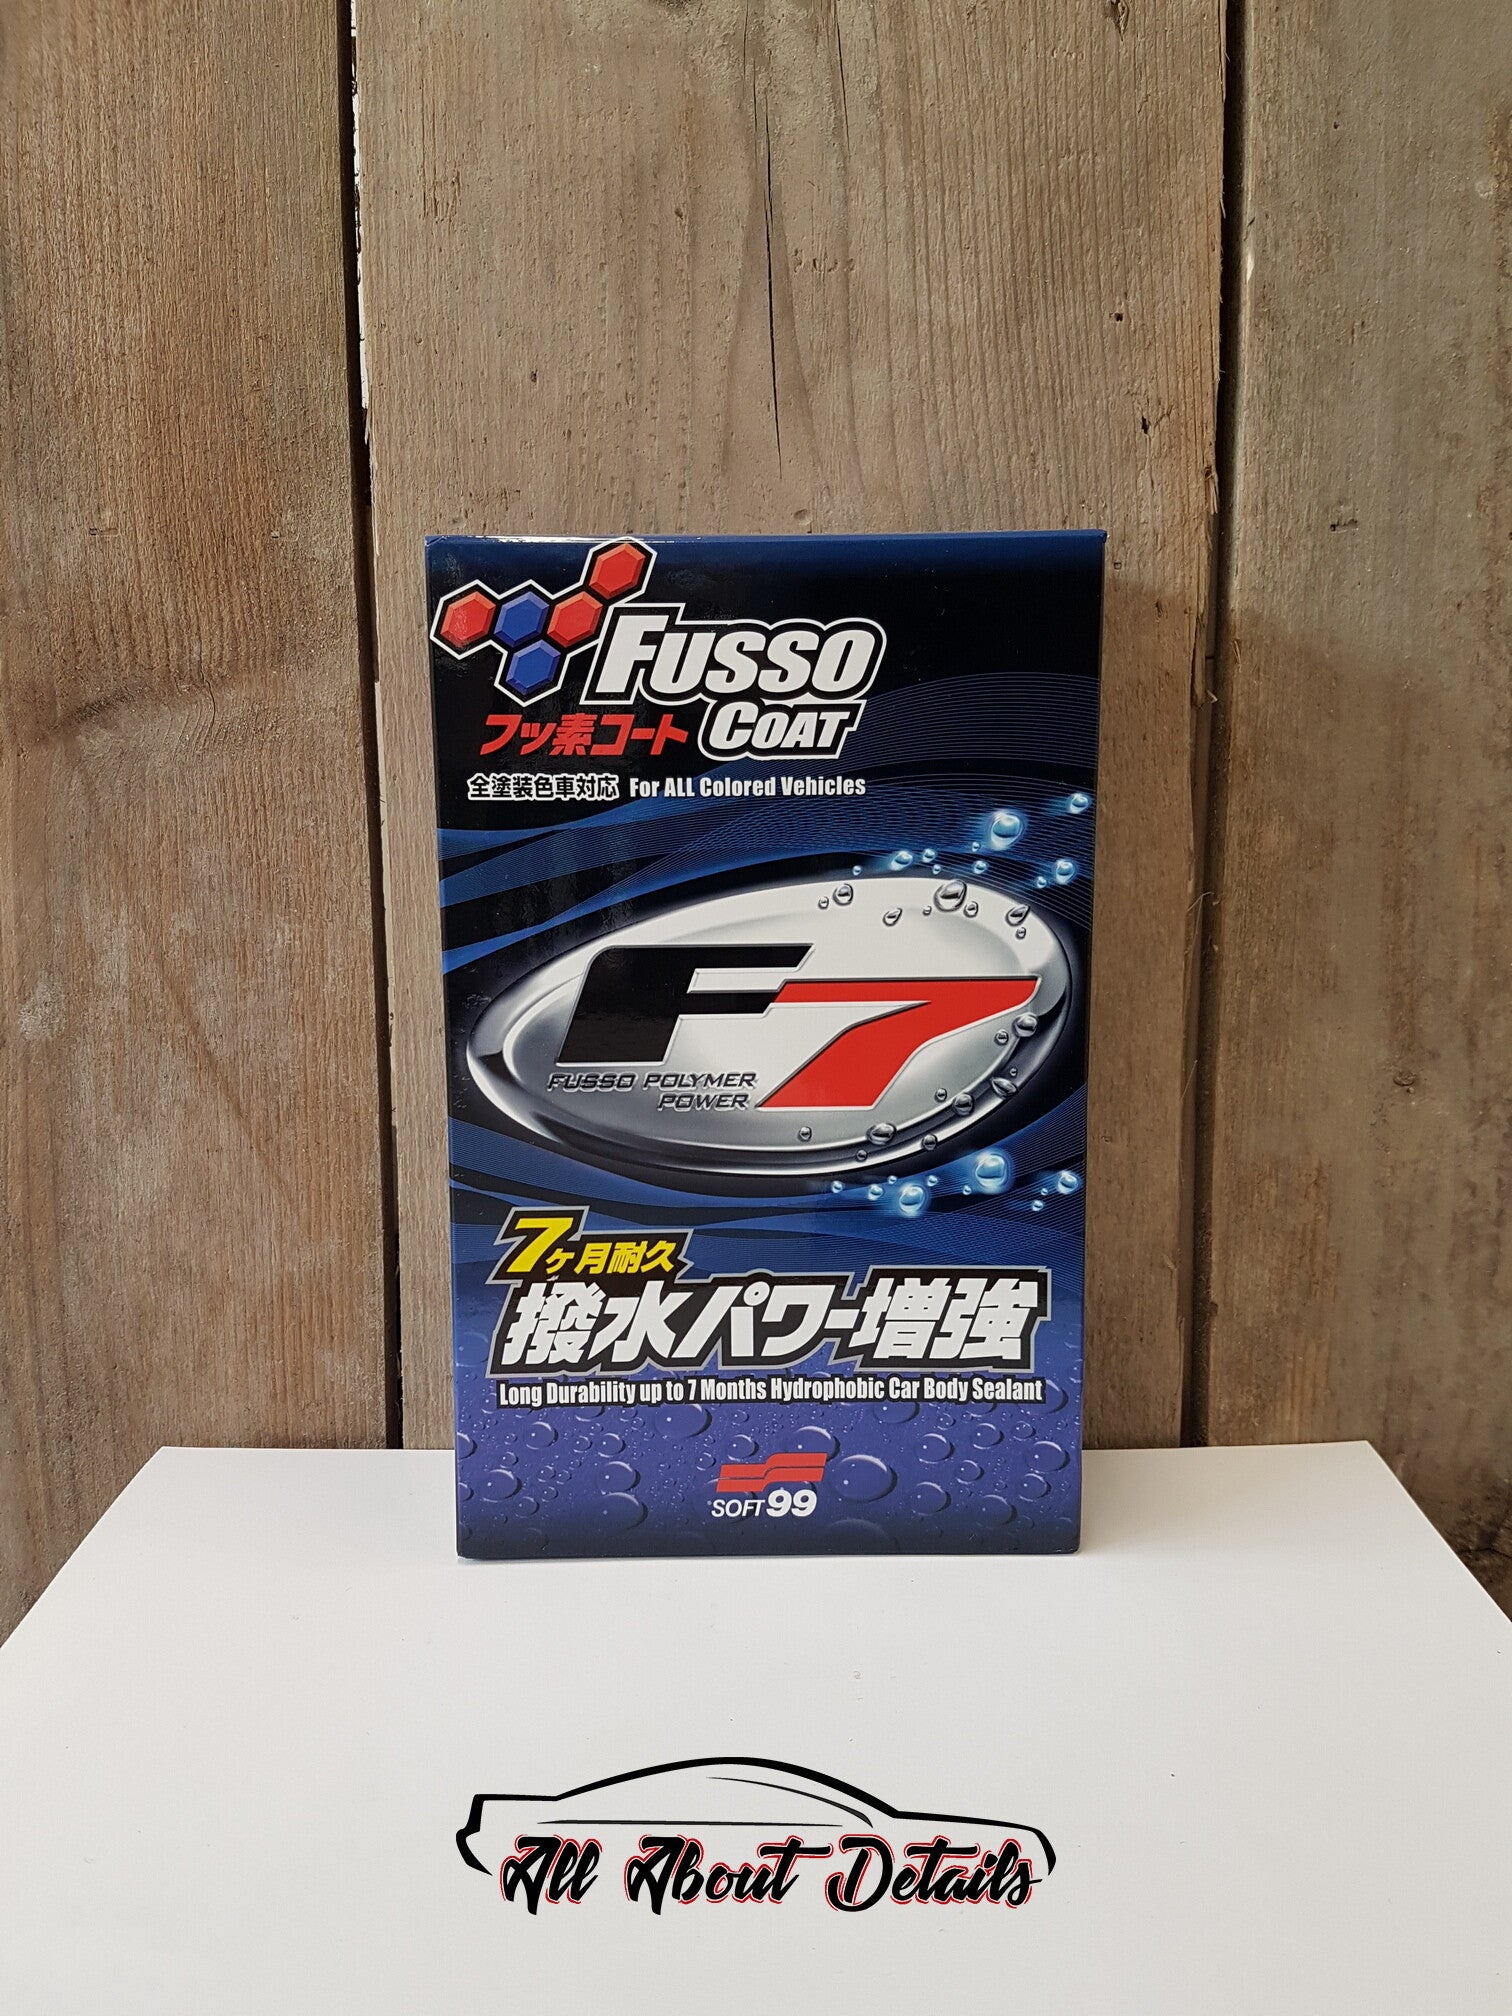 FUSSO
フッ素コート COAT
全塗装色車対応 For ALL Colored Vehicles
F7
FUSSO POLYMER
POWER
7ヶ月耐久
撥水パワー増強
Long Durability up to 7 Months Hydrophobic Car Body Sealant
SOFT99
All About Details